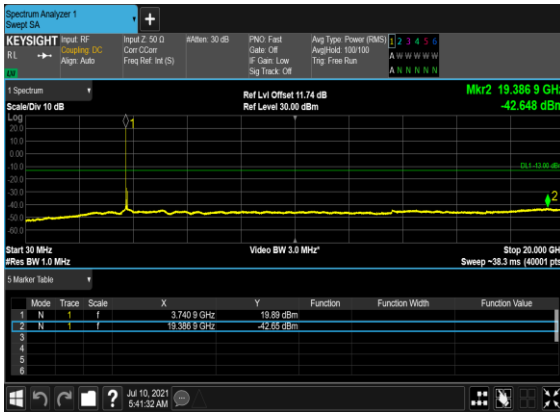 Spectrum Analyzer 1
Swept SA
+
KEYSIGHT
RL
Input: RF
Coupling: DC
Align: Auto
Input Z: 50 Ω
Corr CCorr
Freq Ref: Int (S)
#Atten: 30 dB
PNO: Fast
Gate: Off
IF Gain: Low
Sig Track: Off
Avg Type: Power (RMS)
Avg|Hold: 100/100
Trig: Free Run
1 2 3 4 5 6
A W W W W W
A N N N N N
1 Spectrum
Scale/Div 10 dB
Ref Lvl Offset 11.74 dB
Ref Level 30.00 dBm
Mkr2 19.386 9 GHz
-42.648 dBm
Log
20.0
10.0
0.00
-10.0
-20.0
-30.0
-40.0
-50.0
-60.0
1
DL1 -13.00 dBm
2
Start 30 MHz
#Res BW 1.0 MHz
Video BW 3.0 MHz*
Stop 20.000 GHz
Sweep ~38.3 ms (40001 pts)
5 Marker Table
Mode Trace Scale X Y Function Function Width Function Value
1 N 1 f 3.740 9 GHz 19.89 dBm
2 N 1 f 19.386 9 GHz -42.65 dBm
3
4
5
6
?
Jul 10, 2021
5:41:32 AM